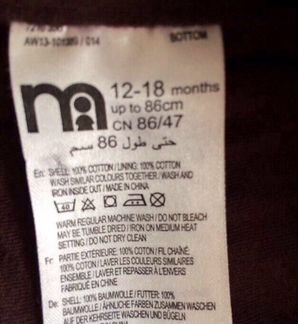 AW13-101389 / 014
BOTTOM
12-18 months
up to 86cm
CN 86/47
حتى طول 86 سم
En: SHELL: 100% COTTON / LINING: 100% COTTON
WASH SIMILAR COLOURS TOGETHER / WASH AND
IRON INSIDE OUT / MADE IN CHINA
40
WARM REGULAR MACHINE WASH / DO NOT BLEACH
MAY BE TUMBLE DRIED / IRON ON MEDIUM HEAT
SETTING / DO NOT DRY CLEAN
Fr: PARTIE EXTÉRIEURE: 100% COTON / FIL CHAÎNÉ:
100% COTON / LAVER LES COULEURS SIMILAIRES
ENSEMBLE / LAVER ET REPASSER À L'ENVERS
FABRIQUÉ EN CHINE
De: SHELL: 100% BAUMWOLLE / FUTTER: 100%
BAUMWOLLE / ÄHNLICHE FARBEN ZUSAMMEN WASCHEN
AUF DER KEHRSEITE WASCHEN UND BÜGELN